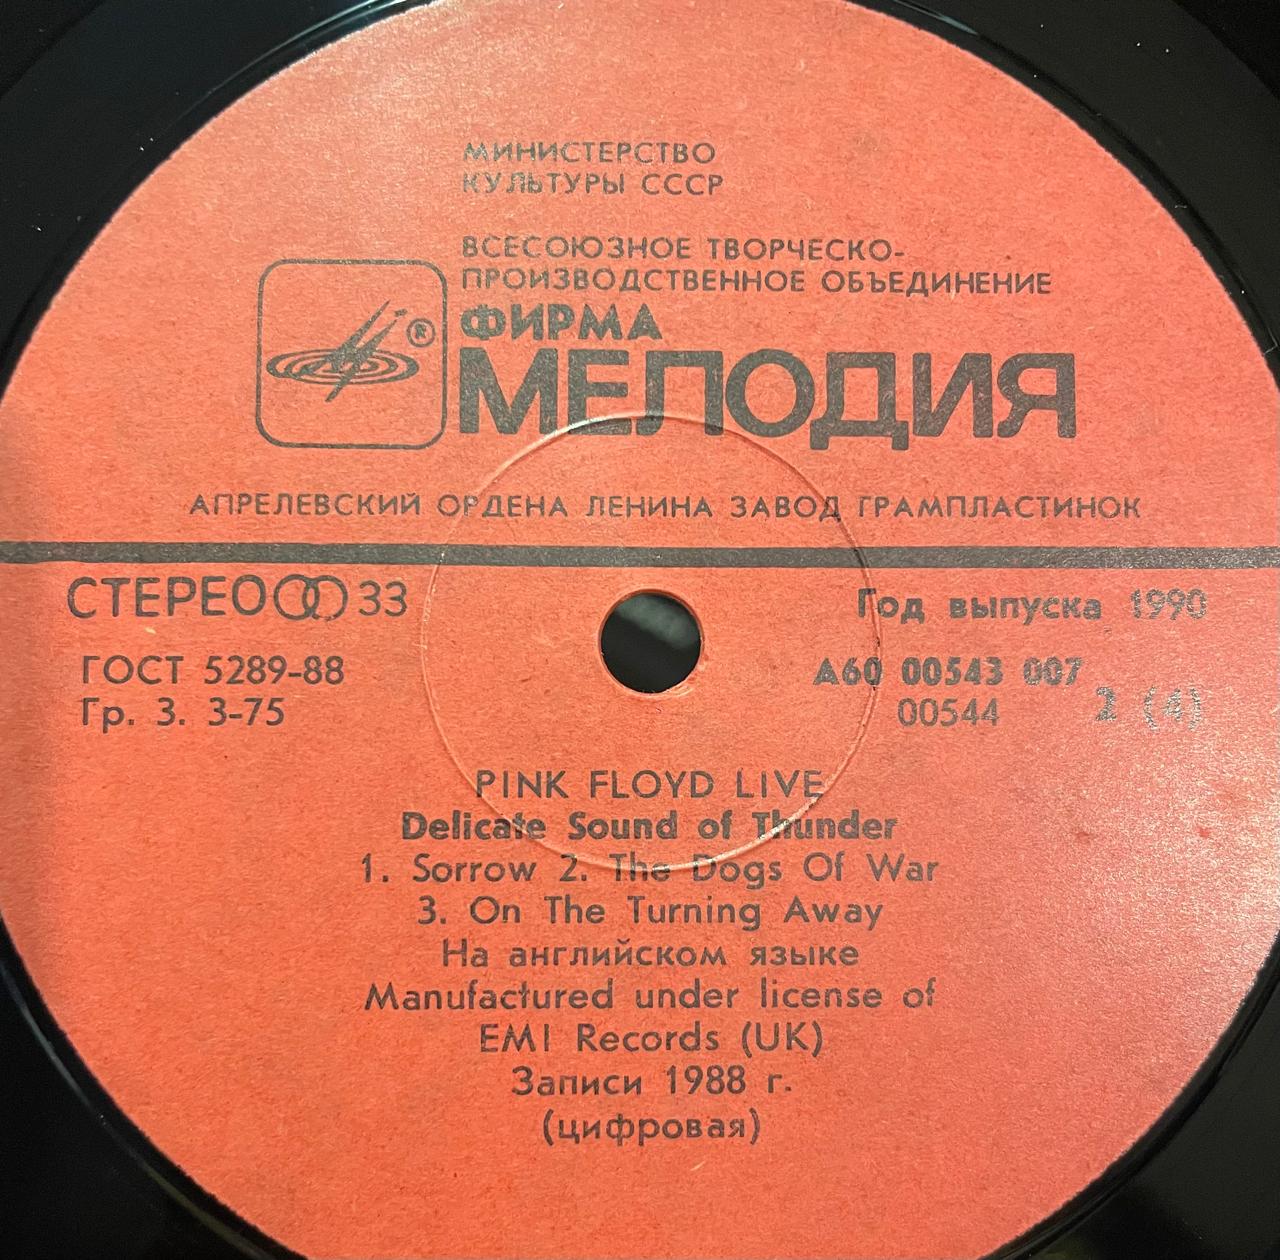 МИНИСТЕРСТВО
КУЛЬТУРЫ СССР
ВСЕСОЮЗНОЕ ТВОРЧЕСКО-
ПРОИЗВОДСТВЕННОЕ ОБЪЕДИНЕНИЕ
ФИРМА
®
МЕЛОДИЯ
АПРЕЛЕВСКИЙ ОРДЕНА ЛЕНИНА ЗАВОД ГРАМПЛАСТИНОК
СТЕРЕО 33
Год выпуска 1990
ГОСТ 5289-88
А60 00543 007
Гр. 3. 3-75
00544 2 (4)
PINK FLOYD LIVE
Delicate Sound of Thunder
1. Sorrow 2. The Dogs Of War
3. On The Turning Away
На английском языке
Manufactured under license of
EMI Records (UK)
Записи 1988 г.
(цифровая)